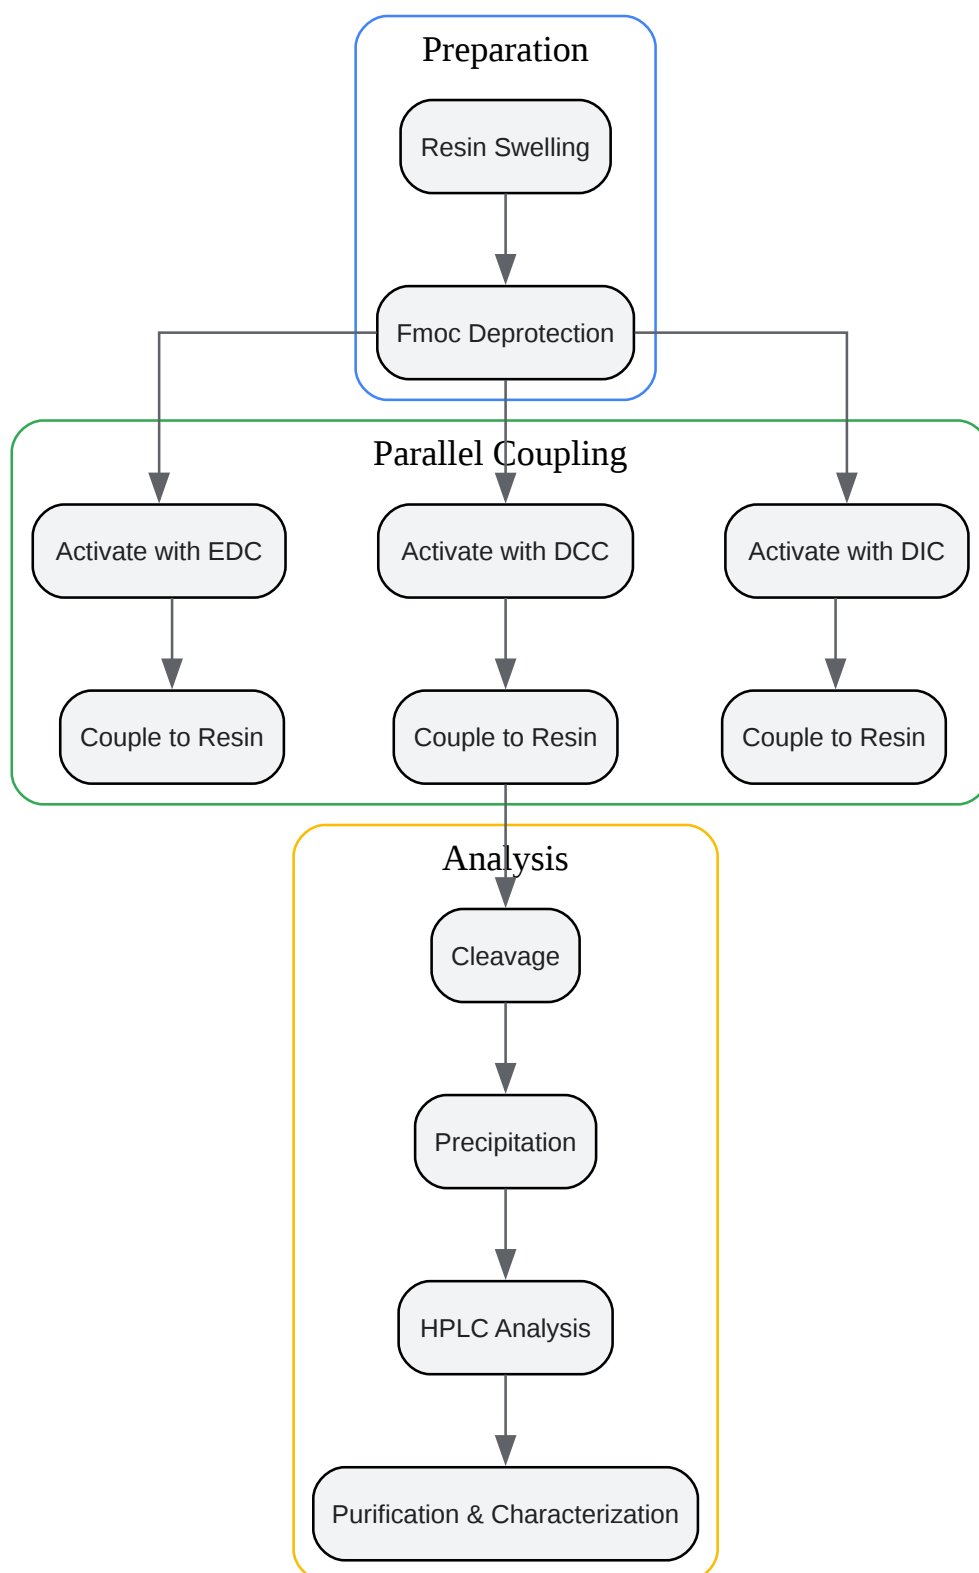 Preparation
Resin Swelling
Fmoc Deprotection
Parallel Coupling
Activate with EDC
Activate with DCC
Activate with DIC
Couple to Resin
Couple to Resin
Couple to Resin
Analysis
Cleavage
Precipitation
HPLC Analysis
Purification & Characterization